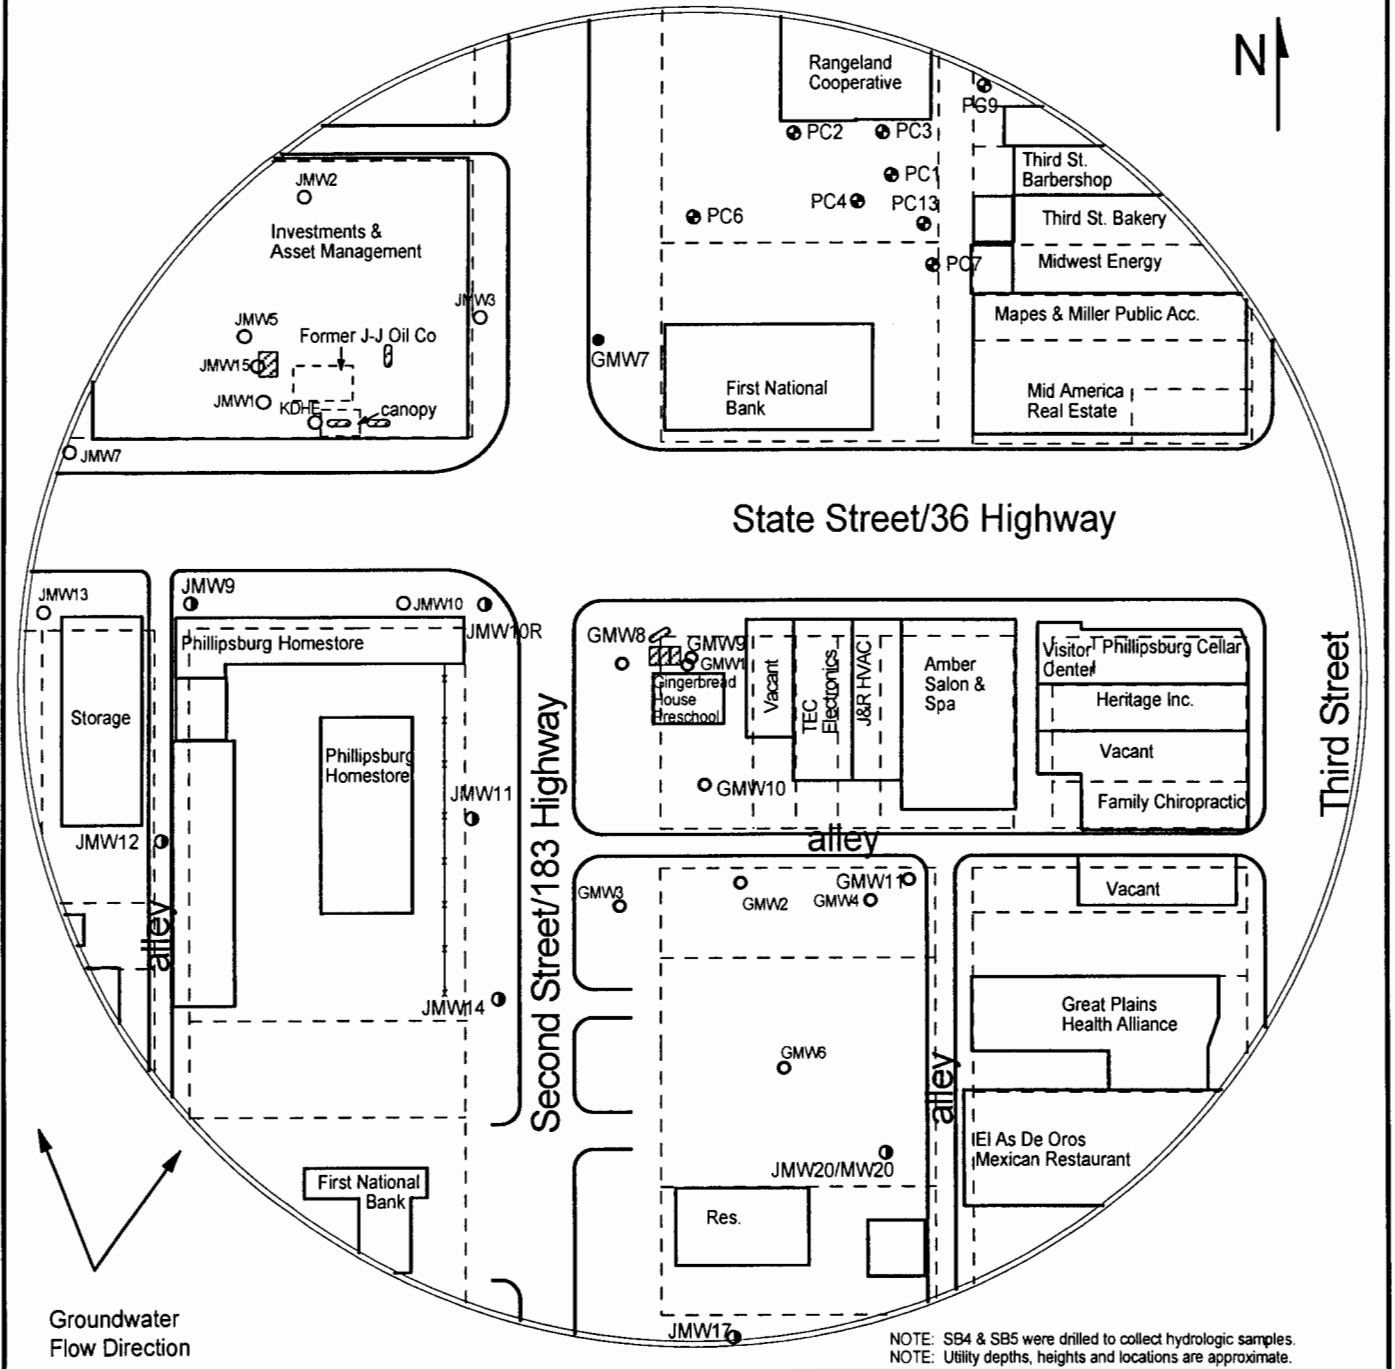 N
Rangeland
Cooperative
PC9
PC2
PC3
PC1
PC4
PC13
PC6
PC7
Third St.
Barbershop
Third St. Bakery
Midwest Energy
Mapes & Miller Public Acc.
Mid America
Real Estate
JMW2
Investments &
Asset Management
JMW3
JMW5
Former J-J Oil Co
JMW15
JMW1
KDHE
canopy
JMW7
GMW7
First National
Bank
State Street/36 Highway
JMW13
JMW9
JMW10
JMW10R
Phillipsburg Homestore
Storage
Phillipsburg
Homestore
JMW11
JMW12
alley
JMW14
Second Street/183 Highway
GMW8
GMW9
GMW1
Gingerbread
House
Preschool
Vacant
TEC
Electronics
J&R HVAC
Amber
Salon &
Spa
Visitor
Center
Phillipsburg Cellar
Heritage Inc.
Vacant
Family Chiropractic
Third Street
GMW10
alley
GMW3
GMW2
GMW11
GMW4
Vacant
Great Plains
Health Alliance
GMW6
alley
El As De Oros
Mexican Restaurant
JMW20/MW20
Res.
First National
Bank
JMW17
Groundwater
Flow Direction
NOTE: SB4 & SB5 were drilled to collect hydrologic samples.
NOTE: Utility depths, heights and locations are approximate.